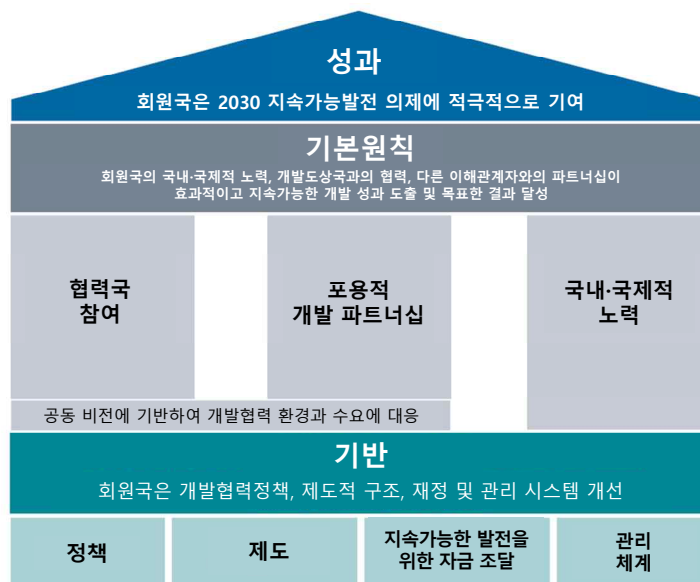 성과
회원국은 2030 지속가능발전 의제에 적극적으로 기여
기본원칙
회원국의 국내·국제적 노력, 개발도상국과의 협력, 다른 이해관계자와의 파트너십이
효과적이고 지속가능한 개발 성과 도출 및 목표한 결과 달성
협력국
참여
포용적
개발 파트너십
국내·국제적
노력
공동 비전에 기반하여 개발협력 환경과 수요에 대응
기반
회원국은 개발협력정책, 제도적 구조, 재정 및 관리 시스템 개선
정책
제도
지속가능한 발전을
위한 자금 조달
관리
체계